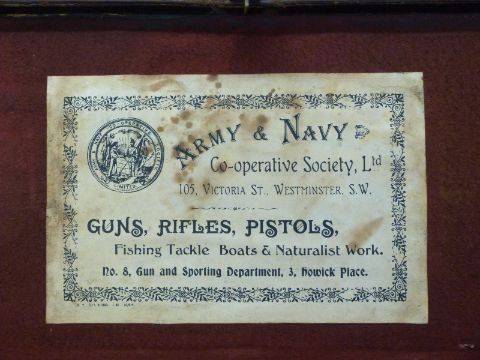 ARMY & NAVY
Co-operative Society, Ltd
105, VICTORIA ST., WESTMINSTER, S.W.
GUNS, RIFLES, PISTOLS,
Fishing Tackle Boats & Naturalist Work.
No. 8, Gun and Sporting Department, 3, Howick Place.